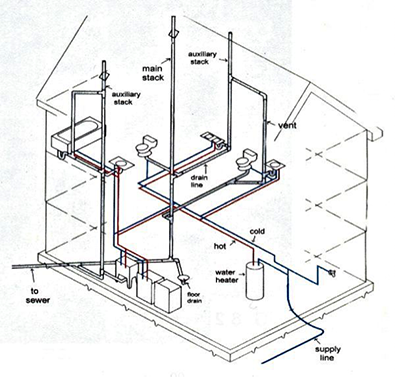 auxiliary
stack
main
stack
auxiliary
stack
vent
drain
line
cold
hot
water
heater
floor
drain
to
sewer
supply
line